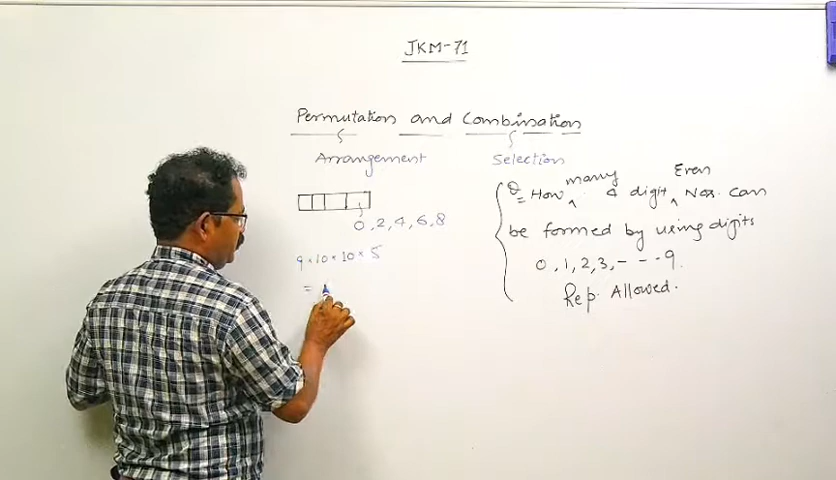 JKM-71
Permutation and Combination
Arrangement
Selection
0, 2, 4, 6, 8
9 × 10 × 10 × 5
=
Q= How many 4 digit Even Nos. can
be formed by using digits
0, 1, 2, 3, - - - 9.
Rep. Allowed.